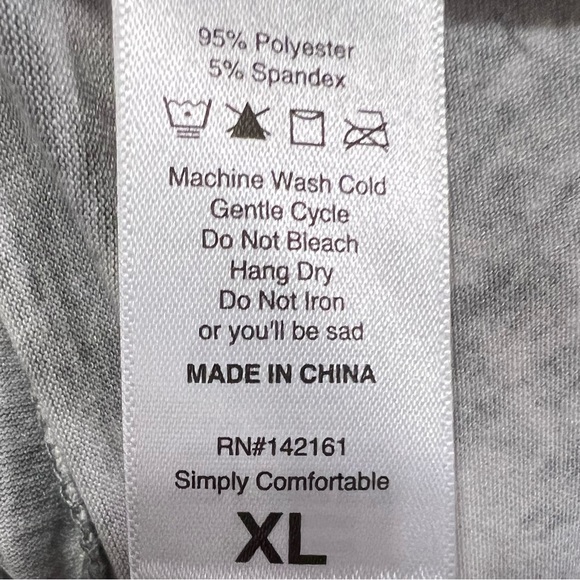 95% Polyester
5% Spandex
Machine Wash Cold
Gentle Cycle
Do Not Bleach
Hang Dry
Do Not Iron
or you'll be sad
MADE IN CHINA
RN#142161
Simply Comfortable
XL